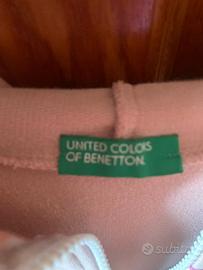 UNITED COLORS
OF BENETTON.
subito